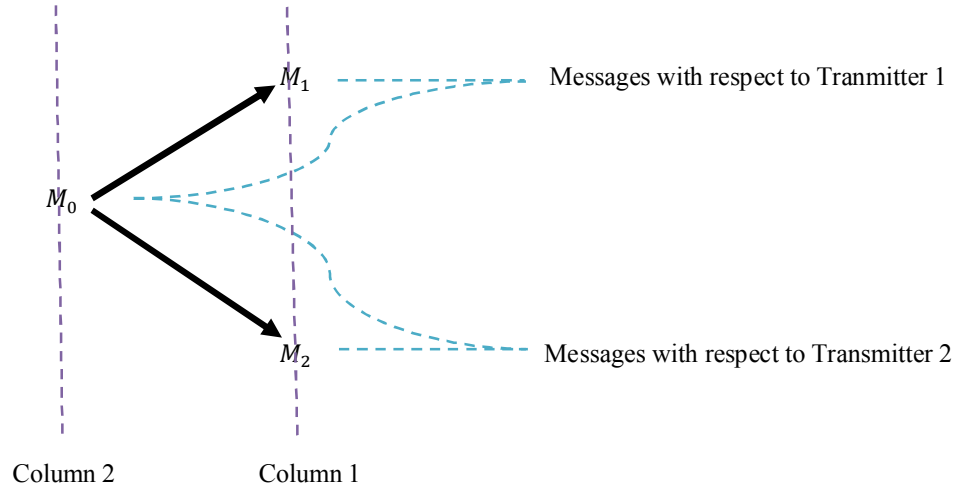 M₁
Messages with respect to Tranmitter 1
M₀
M₂
Messages with respect to Transmitter 2
Column 2
Column 1